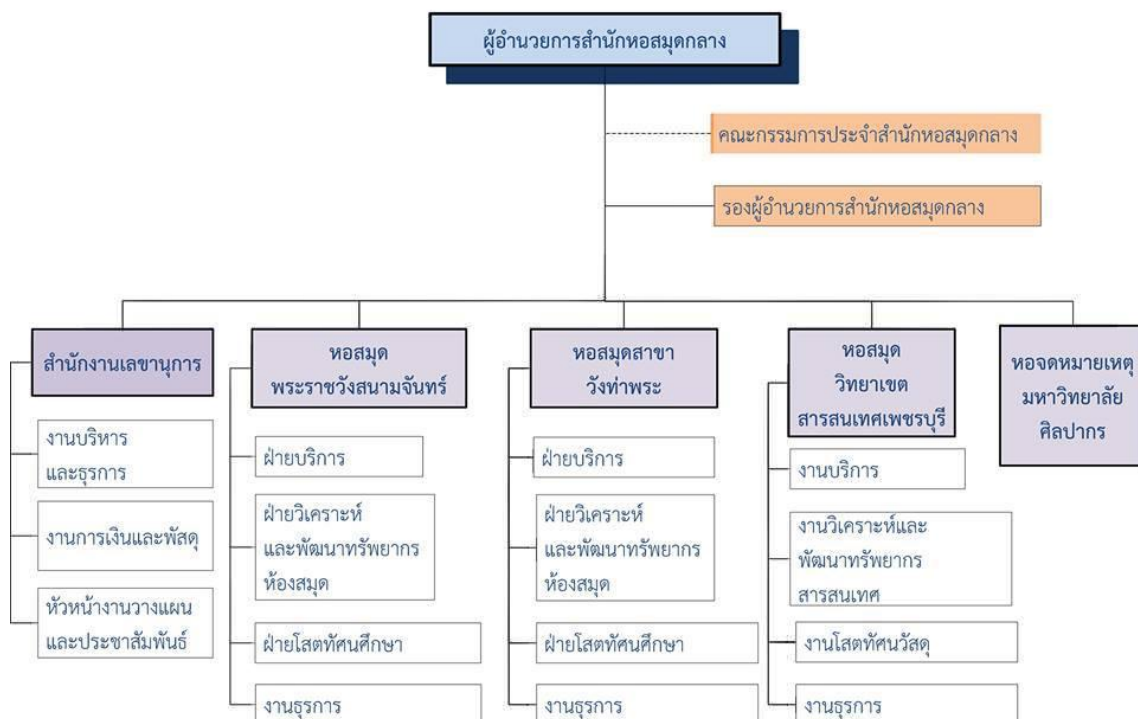 ผู้อำนวยการสำนักหอสมุดกลาง
คณะกรรมการประจำสำนักหอสมุดกลาง
รองผู้อำนวยการสำนักหอสมุดกลาง
สำนักงานเลขานุการ
งานบริหาร
และธุรการ
งานการเงินและพัสดุ
หัวหน้างานวางแผน
และประชาสัมพันธ์
หอสมุด
พระราชวังสนามจันทร์
ฝ่ายบริการ
ฝ่ายวิเคราะห์
และพัฒนาทรัพยากร
ห้องสมุด
ฝ่ายโสตทัศนศึกษา
งานธุรการ
หอสมุดสาขา
วังท่าพระ
ฝ่ายบริการ
ฝ่ายวิเคราะห์
และพัฒนาทรัพยากร
ห้องสมุด
ฝ่ายโสตทัศนศึกษา
งานธุรการ
หอสมุด
วิทยาเขต
สารสนเทศเพชรบุรี
งานบริการ
งานวิเคราะห์และ
พัฒนาทรัพยากร
สารสนเทศ
งานโสตทัศนวัสดุ
งานธุรการ
หอจดหมายเหตุ
มหาวิทยาลัย
ศิลปากร